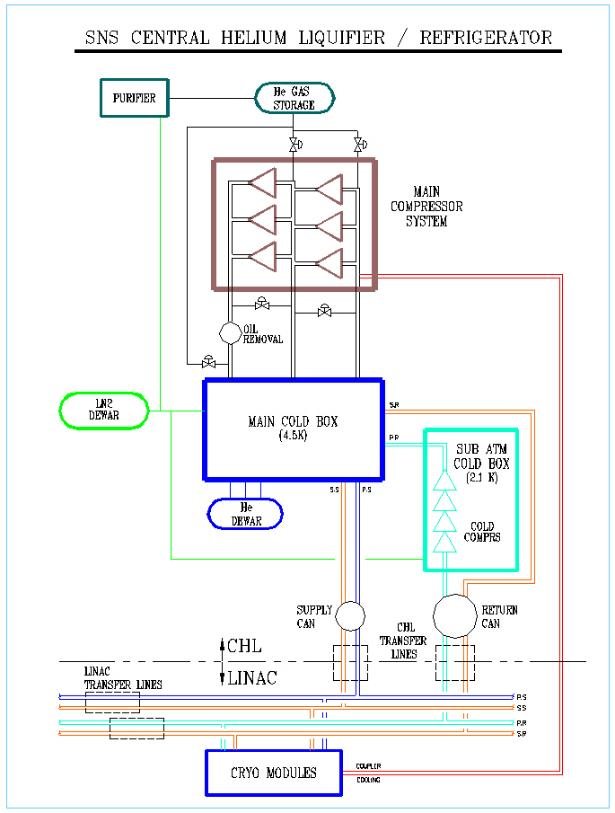 SNS CENTRAL HELIUM LIQUIFIER / REFRIGERATOR
PURIFIER
He GAS
STORAGE
MAIN
COMPRESSOR
SYSTEM
OIL
REMOVAL
LN2
DEWAR
MAIN COLD BOX
(4.5K)
S.R
P.R
SUB ATM
COLD BOX
(2.1 K)
COLD
COMPRS
S.S
P.S
He
DEWAR
SUPPLY
CAN
CHL
TRANSFER
LINES
RETURN
CAN
CHL
LINAC
LINAC
TRANSFER LINES
P.S
S.S
P.R
S.R
CRYO MODULES
COUPLER
COOLING